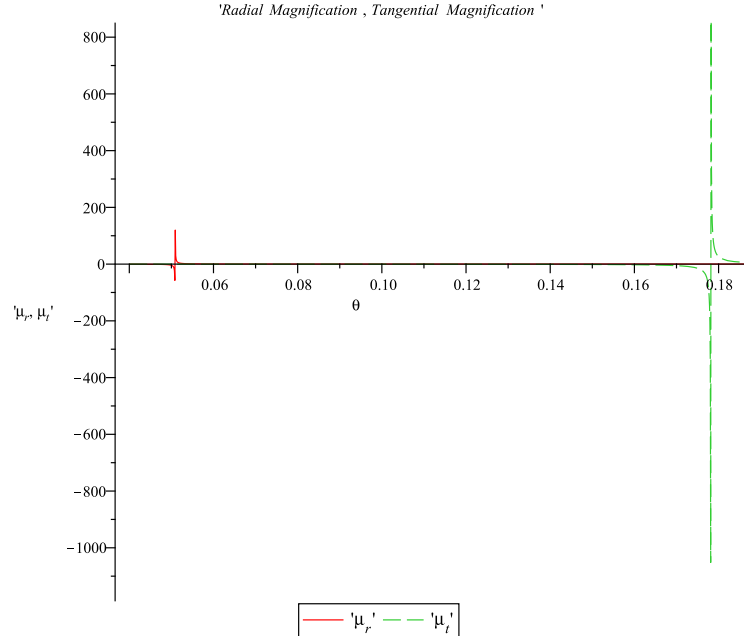 'Radial Magnification , Tangential Magnification '
800
600
400
200
0
0.06 0.08 0.10 0.12 0.14 0.16 0.18
θ
'μr, μt'
−200
−400
−600
−800
−1000
'μr' 'μt'